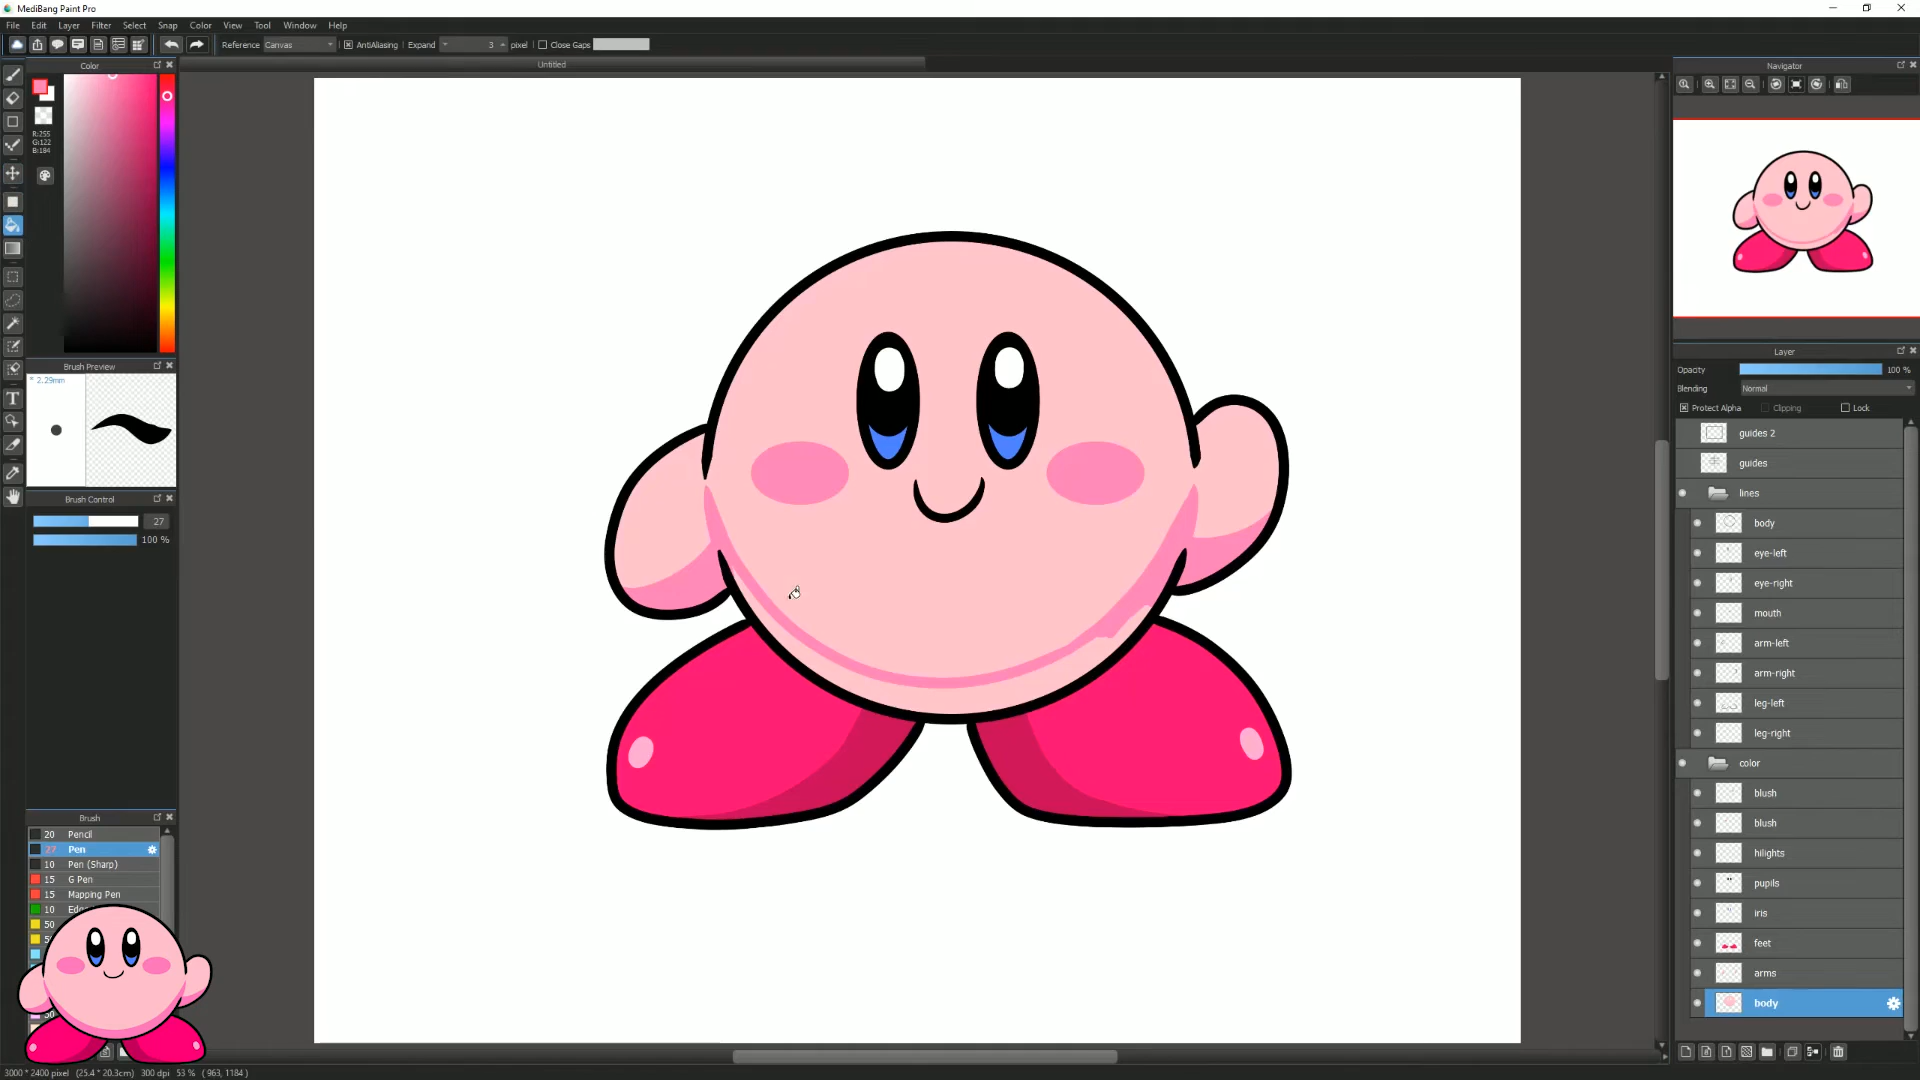 MediBang Paint Pro
File Edit Layer Filter Select Snap Color View Tool Window Help
Reference Canvas AntiAliasing Expand 3 pixel Close Gaps
Color
Untitled
Navigator
R:255
G:122
B:184
Brush Preview
* 2.29mm
Brush Control
27
100 %
Layer
Opacity 100 %
Blending Normal
Protect Alpha Clipping Lock
guides 2
guides
lines
body
eye-left
eye-right
mouth
arm-left
arm-right
leg-left
leg-right
color
blush
blush
hilights
pupils
iris
feet
arms
body
Brush
20 Pencil
27 Pen
10 Pen (Sharp)
15 G Pen
15 Mapping Pen
10
50
3000 * 2400 pixel (25.4 * 20.3cm) 300 dpi 53 % ( 963, 1184 )